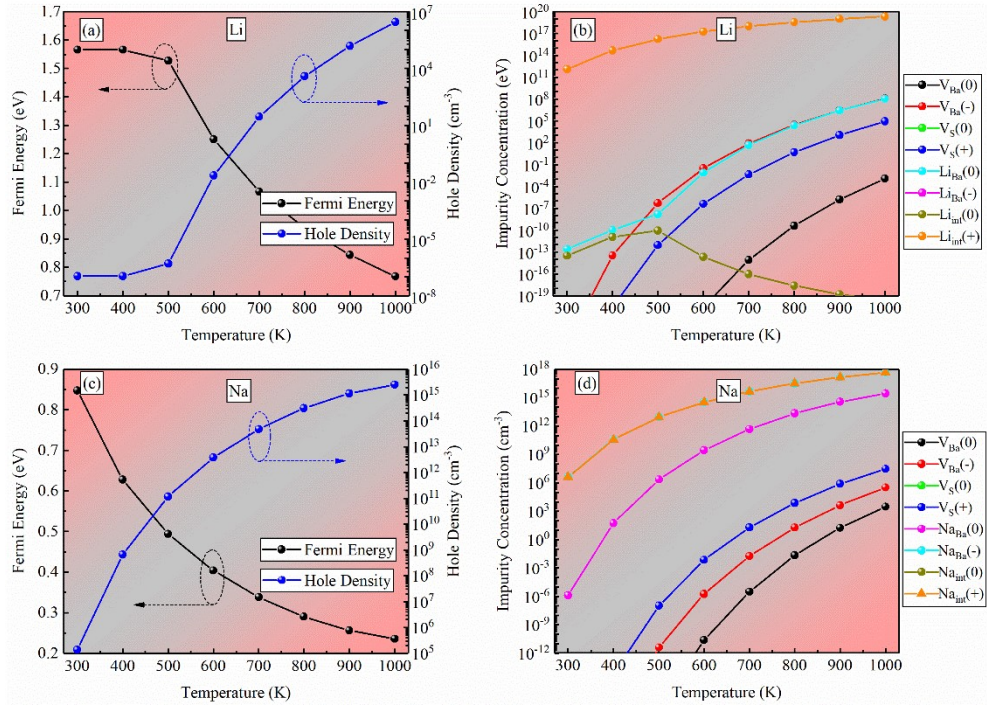 (a)
Li
1.7
1.6
1.5
1.4
1.3
1.2
1.1
1.0
0.9
0.8
0.7
Fermi Energy (eV)
10⁷
10⁴
10¹
10⁻²
10⁻⁵
10⁻⁸
Hole Density (cm⁻³)
Fermi Energy
Hole Density
300 400 500 600 700 800 900 1000
Temperature (K)
(b)
Li
10²⁰
10¹⁷
10¹⁴
10¹¹
10⁸
10⁵
10²
10⁻¹
10⁻⁴
10⁻⁷
10⁻¹⁰
10⁻¹³
10⁻¹⁶
10⁻¹⁹
Impurity Concentration (eV)
300 400 500 600 700 800 900 1000
Temperature (K)
V_Ba(0)
V_Ba(-)
V_S(0)
V_S(+)
Li_Ba(0)
Li_Ba(-)
Li_int(0)
Li_int(+)
(c)
Na
0.9
0.8
0.7
0.6
0.5
0.4
0.3
0.2
Fermi Energy (eV)
10¹⁶
10¹⁵
10¹⁴
10¹³
10¹²
10¹¹
10¹⁰
10⁹
10⁸
10⁷
10⁶
10⁵
Hole Density (cm⁻³)
Fermi Energy
Hole Density
300 400 500 600 700 800 900 1000
Temperature (K)
(d)
Na
10¹⁸
10¹⁵
10¹²
10⁹
10⁶
10³
10⁰
10⁻³
10⁻⁶
10⁻⁹
10⁻¹²
Impurity Concentration (cm⁻³)
300 400 500 600 700 800 900 1000
Temperature (K)
V_Ba(0)
V_Ba(-)
V_S(0)
V_S(+)
Na_Ba(0)
Na_Ba(-)
Na_int(0)
Na_int(+)